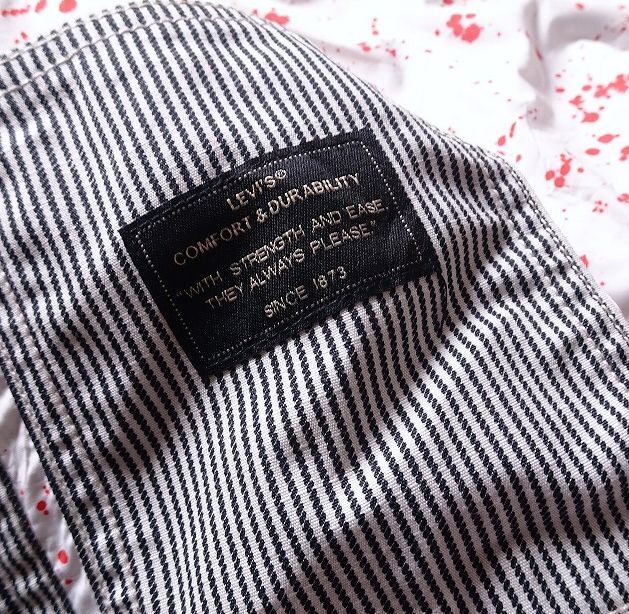 LEVI'S®
COMFORT & DURABILITY
"WITH STRENGTH AND EASE
THEY ALWAYS PLEASE"
SINCE 1873